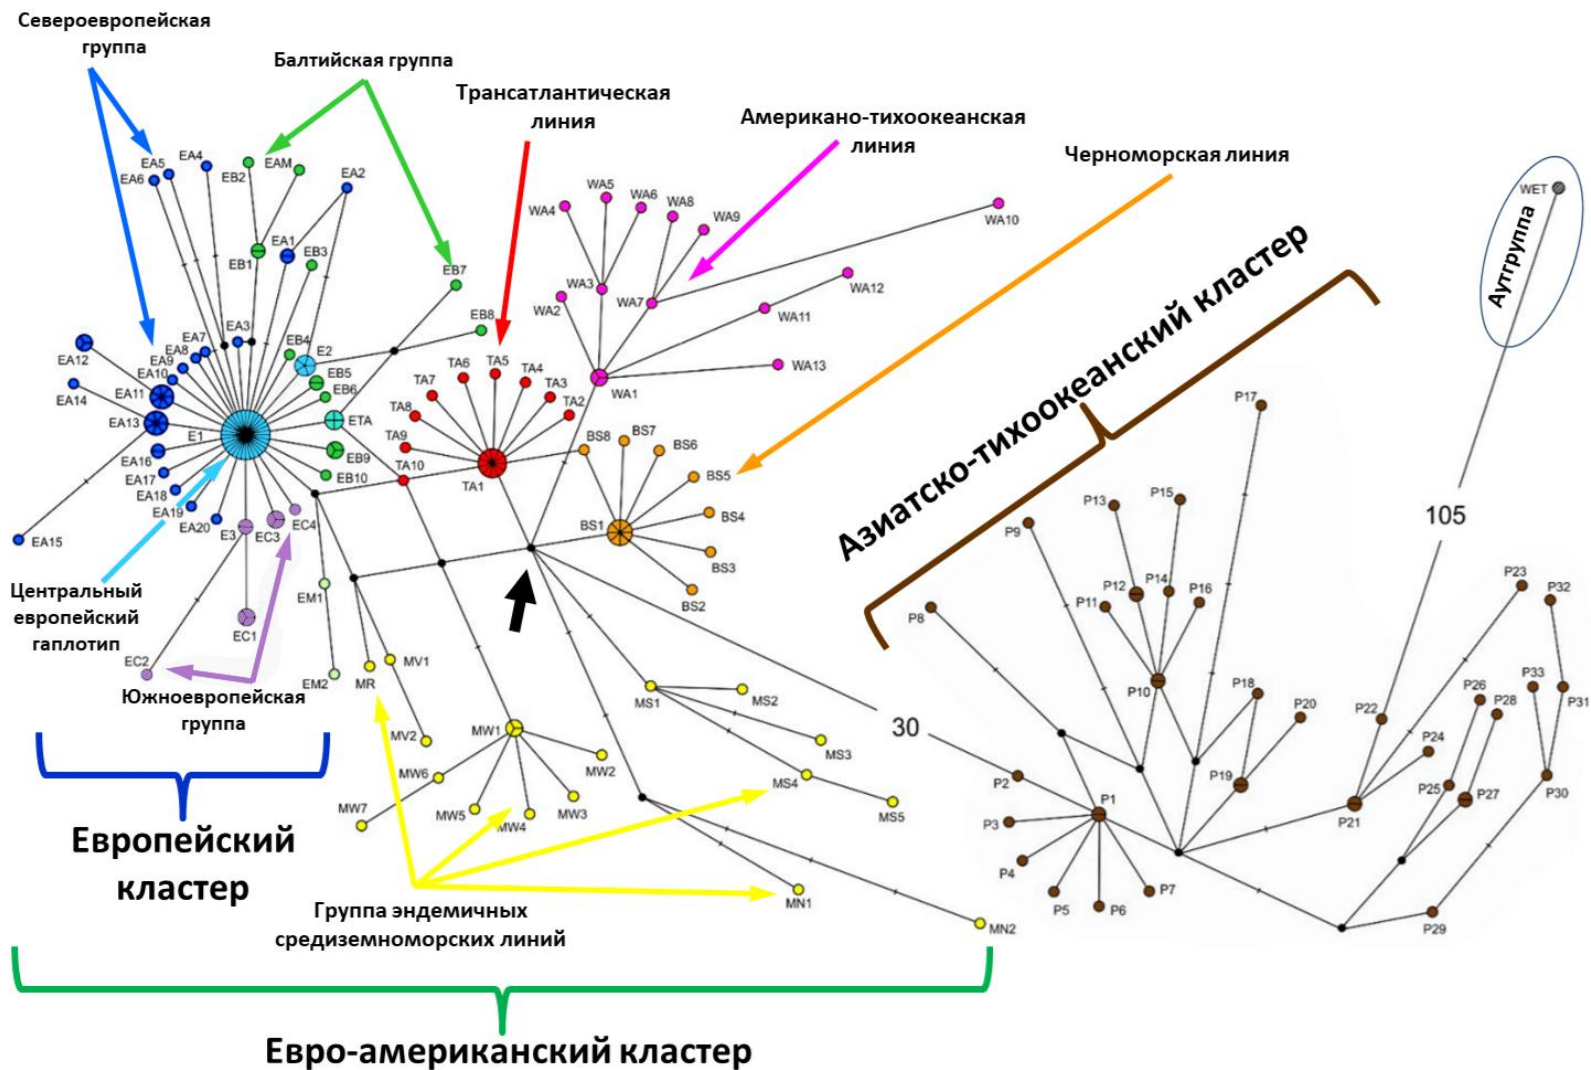 Североевропейская
группа
Балтийская группа
Трансатлантическая
линия
Американо-тихоокеанская
линия
Черноморская линия
Аутгруппа
WET
Азиатско-тихоокеанский кластер
EA5
EA4
EA6
EB2
EAM
EA2
EB1
EA1
EB3
EB7
EB8
EA3
EA7
EA8
EA9
EA10
EA12
EA11
EA14
EA13
EB4
E2
EB5
EB6
ETA
E1
EB9
EB10
EA16
EA17
EA18
EA19
EA20
EA15
E3
EC3
EC4
EC1
EC2
EM1
EM2
TA1
TA2
TA3
TA4
TA5
TA6
TA7
TA8
TA9
TA10
WA1
WA2
WA3
WA4
WA5
WA6
WA7
WA8
WA9
WA10
WA11
WA12
WA13
BS1
BS2
BS3
BS4
BS5
BS6
BS7
BS8
MR
MV1
MV2
MW1
MW2
MW3
MW4
MW5
MW6
MW7
MS1
MS2
MS3
MS4
MS5
MN1
MN2
30
105
P1
P2
P3
P4
P5
P6
P7
P8
P9
P10
P11
P12
P13
P14
P15
P16
P17
P18
P19
P20
P21
P22
P23
P24
P25
P26
P27
P28
P29
P30
P31
P32
P33
Центральный
европейский
гаплотип
Южноевропейская
группа
Европейский
кластер
Группа эндемичных
средиземноморских линий
Евро-американский кластер